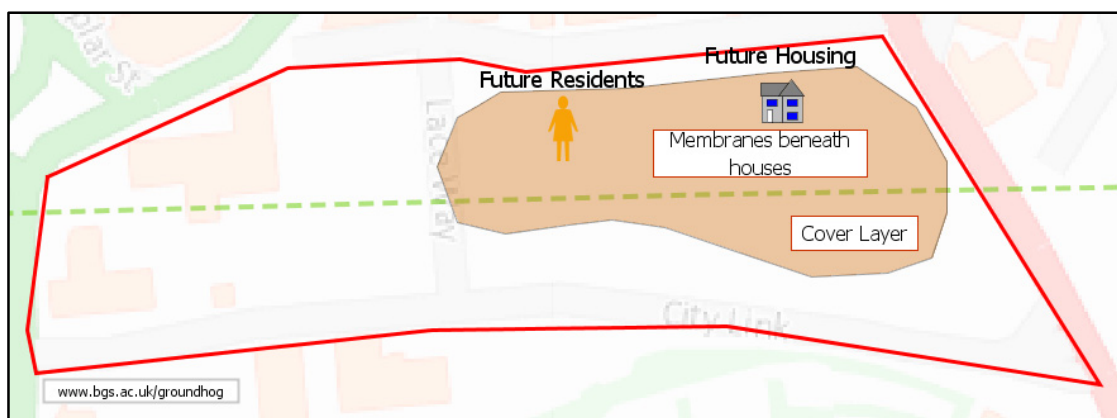 Future Housing
Future Residents
Membranes beneath
houses
Cover Layer
City Link
www.bgs.ac.uk/groundhog